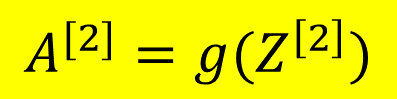 A^[2] = g(Z^[2])